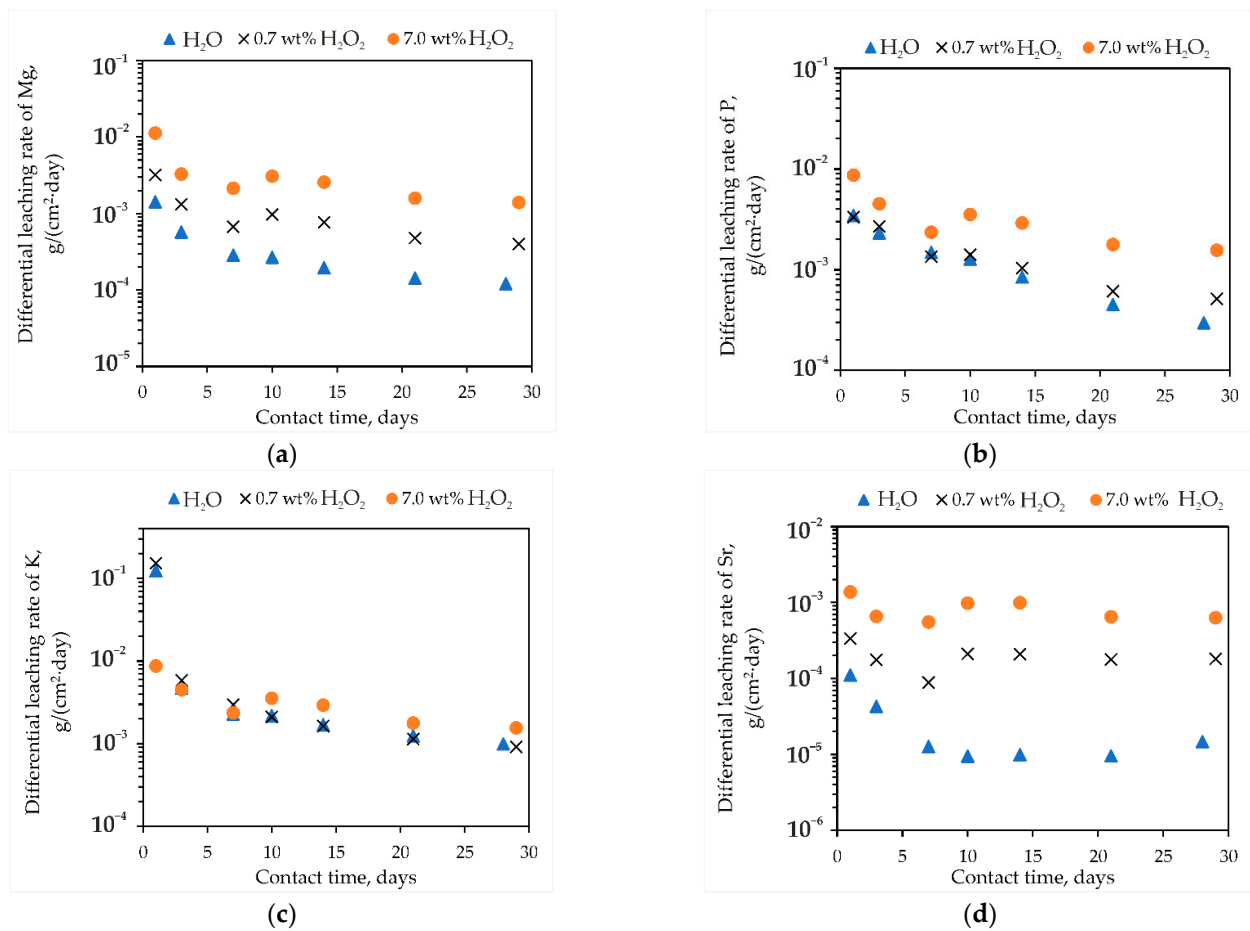 H₂O 0.7 wt% H₂O₂ 7.0 wt% H₂O₂
Differential leaching rate of Mg,
g/(cm²·day)
10⁻¹
10⁻²
10⁻³
10⁻⁴
10⁻⁵
0 5 10 15 20 25 30
Contact time, days
(a)
H₂O 0.7 wt% H₂O₂ 7.0 wt% H₂O₂
Differential leaching rate of P,
g/(cm²·day)
10⁻¹
10⁻²
10⁻³
10⁻⁴
0 5 10 15 20 25 30
Contact time, days
(b)
H₂O 0.7 wt% H₂O₂ 7.0 wt% H₂O₂
Differential leaching rate of K,
g/(cm²·day)
10⁻¹
10⁻²
10⁻³
10⁻⁴
0 5 10 15 20 25 30
Contact time, days
(c)
H₂O 0.7 wt% H₂O₂ 7.0 wt% H₂O₂
Differential leaching rate of Sr,
g/(cm²·day)
10⁻²
10⁻³
10⁻⁴
10⁻⁵
10⁻⁶
0 5 10 15 20 25 30
Contact time, days
(d)